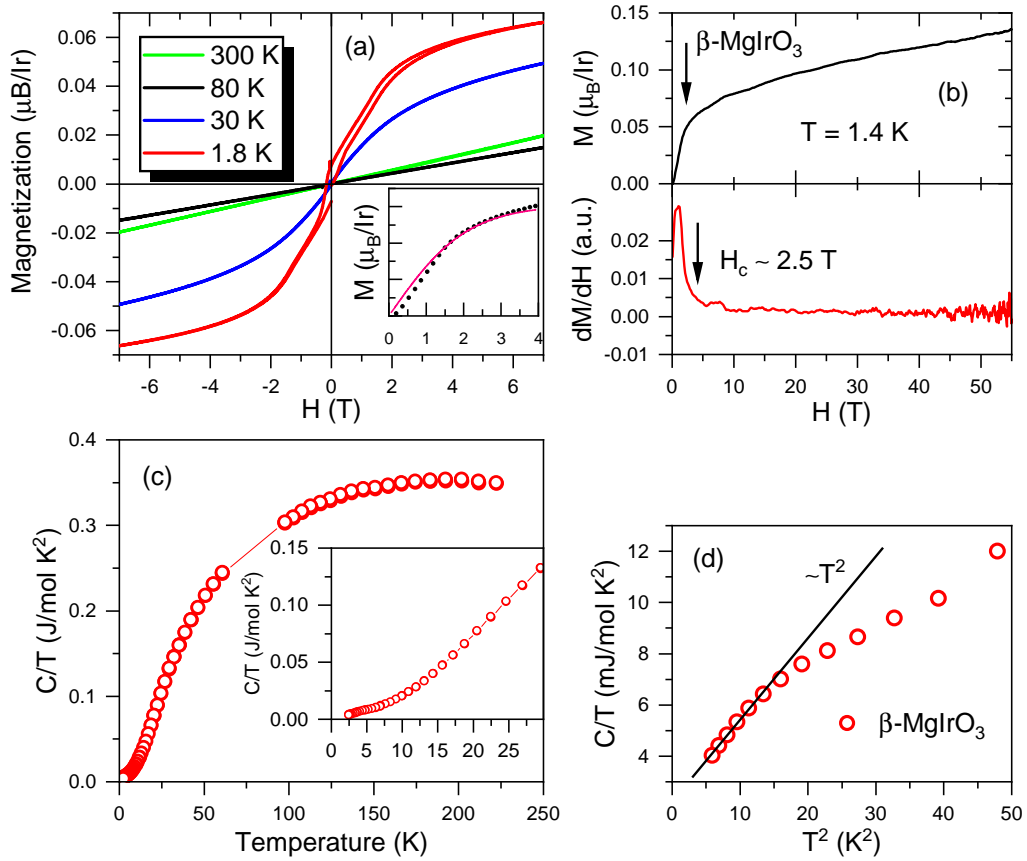 (a)
300 K
80 K
30 K
1.8 K
Magnetization (μB/Ir)
0.06
0.04
0.02
0.00
-0.02
-0.04
-0.06
-6 -4 -2 0 2 4 6
H (T)
M (μB/Ir)
0 1 2 3 4
(b)
β-MgIrO3
T = 1.4 K
M (μB/Ir)
0.15
0.10
0.05
0.00
Hc ~ 2.5 T
dM/dH (a.u.)
0.02
0.01
0.00
-0.01
0 10 20 30 40 50
H (T)
(c)
C/T (J/mol K2)
0.4
0.3
0.2
0.1
0.0
0 50 100 150 200 250
Temperature (K)
C/T (J/mol K2)
0.15
0.10
0.05
0.00
0 5 10 15 20 25
(d)
~T2
β-MgIrO3
C/T (mJ/mol K2)
12
10
8
6
4
0 10 20 30 40 50
T2 (K2)